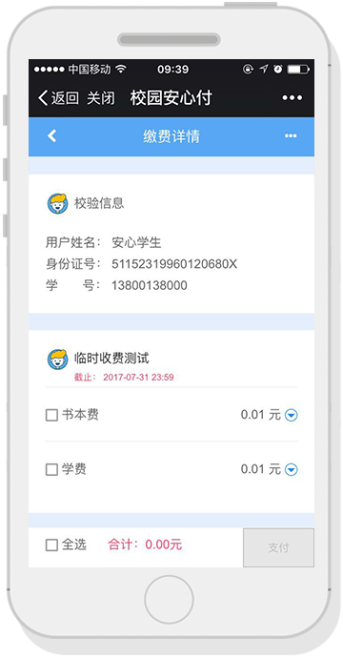 中国移动 09:39
返回 关闭 校园安心付
缴费详情
校验信息
用户姓名： 安心学生
身份证号： 51152319960120680X
学 号： 13800138000
临时收费测试
截止： 2017-07-31 23:59
书本费 0.01 元
学费 0.01 元
全选 合计：0.00元 支付